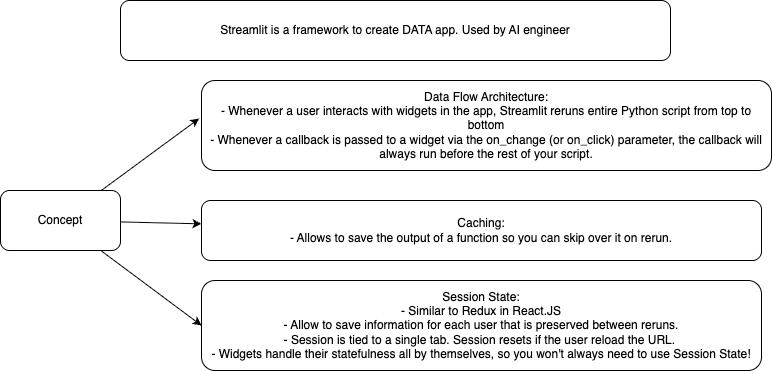 Streamlit is a framework to create DATA app. Used by AI engineer
Data Flow Architecture:
- Whenever a user interacts with widgets in the app, Streamlit reruns entire Python script from top to
bottom
- Whenever a callback is passed to a widget via the on_change (or on_click) parameter, the callback will
always run before the rest of your script.
Concept
Caching:
- Allows to save the output of a function so you can skip over it on rerun.
Session State:
- Similar to Redux in React.JS
- Allow to save information for each user that is preserved between reruns.
- Session is tied to a single tab. Session resets if the user reload the URL.
- Widgets handle their statefulness all by themselves, so you won't always need to use Session State!